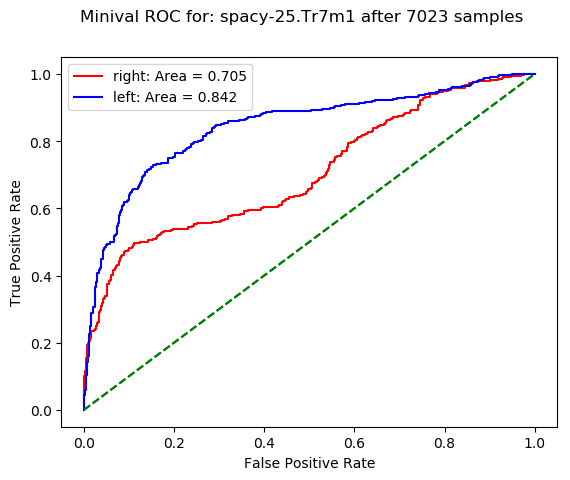 Minival ROC for: spacy-25.Tr7m1 after 7023 samples
right: Area = 0.705
left: Area = 0.842
True Positive Rate
1.0
0.8
0.6
0.4
0.2
0.0
0.0 0.2 0.4 0.6 0.8 1.0
False Positive Rate